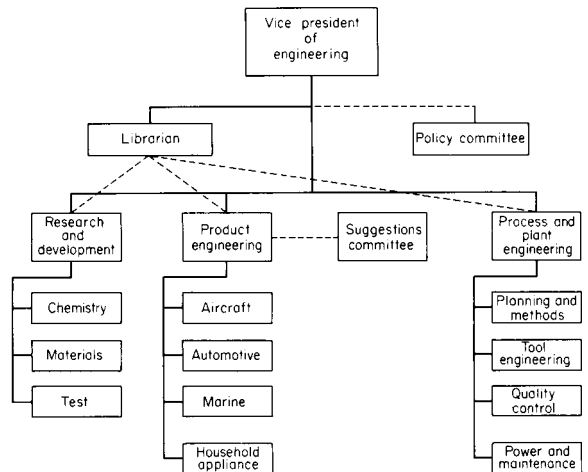 Vice president
of
engineering
Librarian
Policy committee
Research
and
development
Product
engineering
Suggestions
committee
Process and
plant
engineering
Chemistry
Materials
Test
Aircraft
Automotive
Marine
Household
appliance
Planning and
methods
Tool
engineering
Quality
control
Power and
maintenance